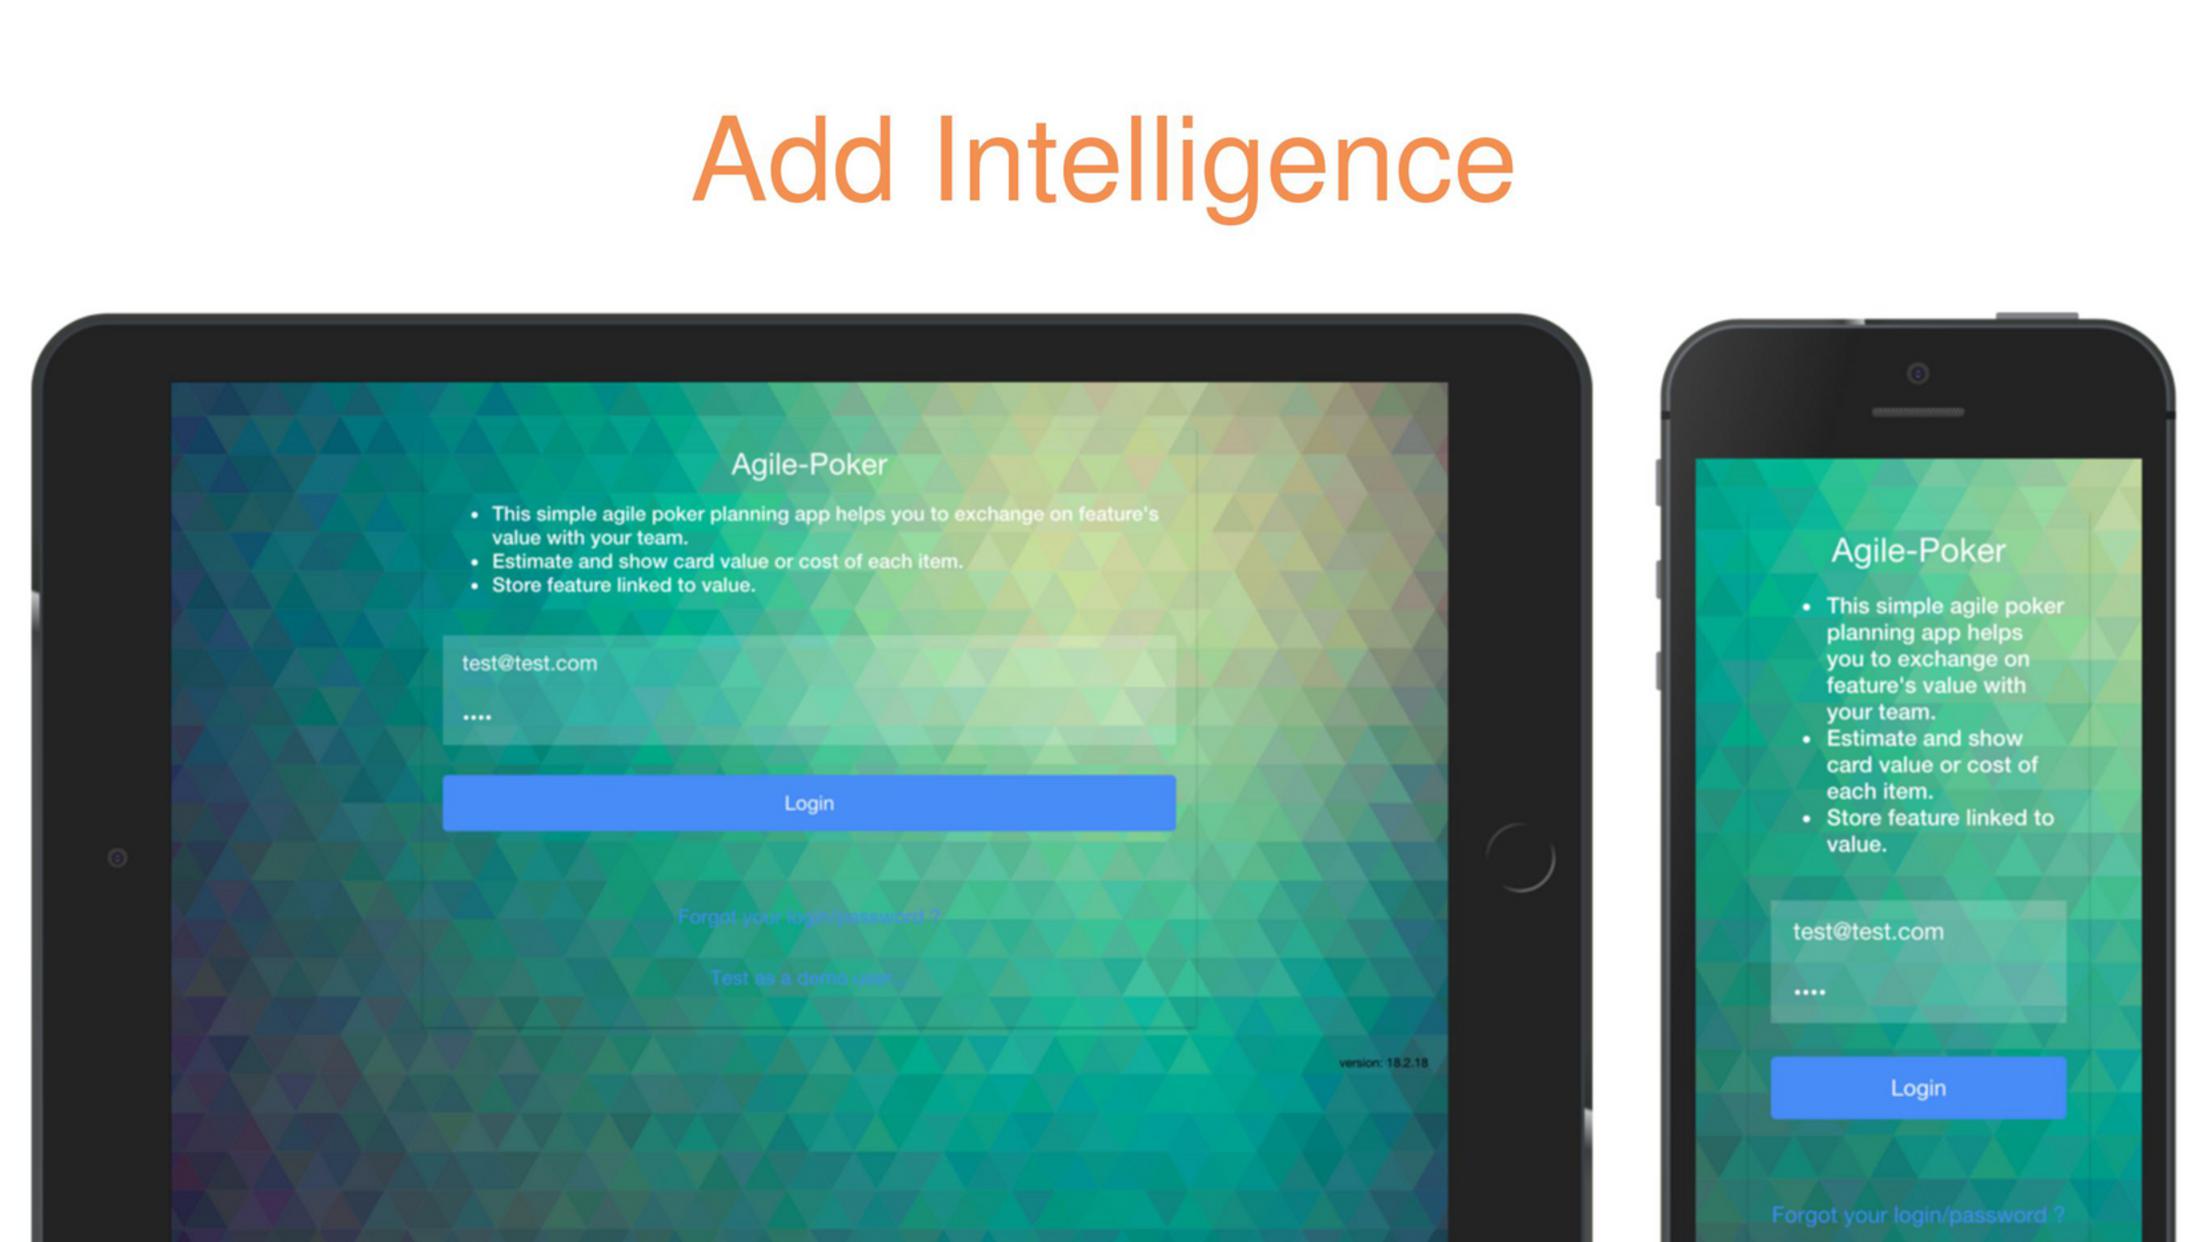 Add Intelligence
Agile-Poker
• This simple agile poker planning app helps you to exchange on feature's
value with your team.
• Estimate and show card value or cost of each item.
• Store feature linked to value.
test@test.com
••••
Login
Forgot your login/password ?
Test as a demo user...
version: 18.2.18
Agile-Poker
• This simple agile poker
planning app helps
you to exchange on
feature's value with
your team.
• Estimate and show
card value or cost of
each item.
• Store feature linked to
value.
test@test.com
••••
Login
Forgot your login/password ?